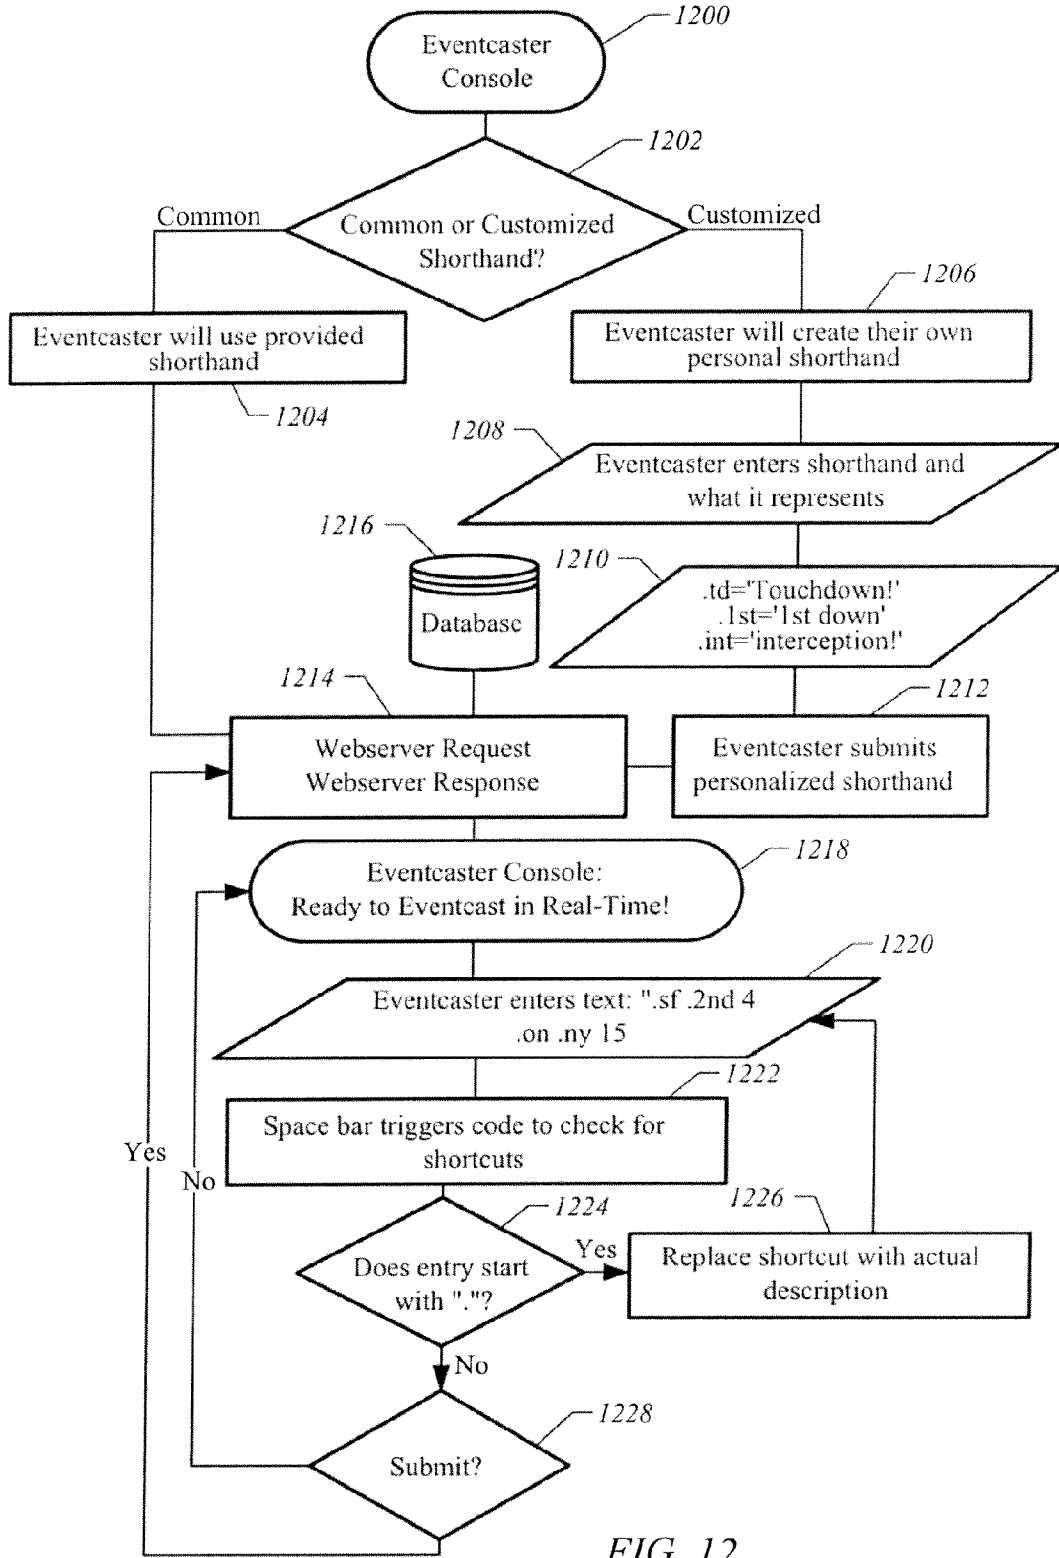 1200
Eventcaster
Console
1202
Common
Customized
Common or Customized
Shorthand?
1206
Eventcaster will use provided
shorthand
Eventcaster will create their own
personal shorthand
1204
1208
Eventcaster enters shorthand and
what it represents
1216
1210
.td='Touchdown!'
.1st='1st down'
.int='interception!'
Database
1214
1212
Webserver Request
Webserver Response
Eventcaster submits
personalized shorthand
1218
Eventcaster Console:
Ready to Eventcast in Real-Time!
1220
Eventcaster enters text: ".sf .2nd 4
.on .ny 15
1222
Space bar triggers code to check for
shortcuts
Yes
No
1224
1226
Does entry start
with "."?
Yes
Replace shortcut with actual
description
No
1228
Submit?
FIG. 12